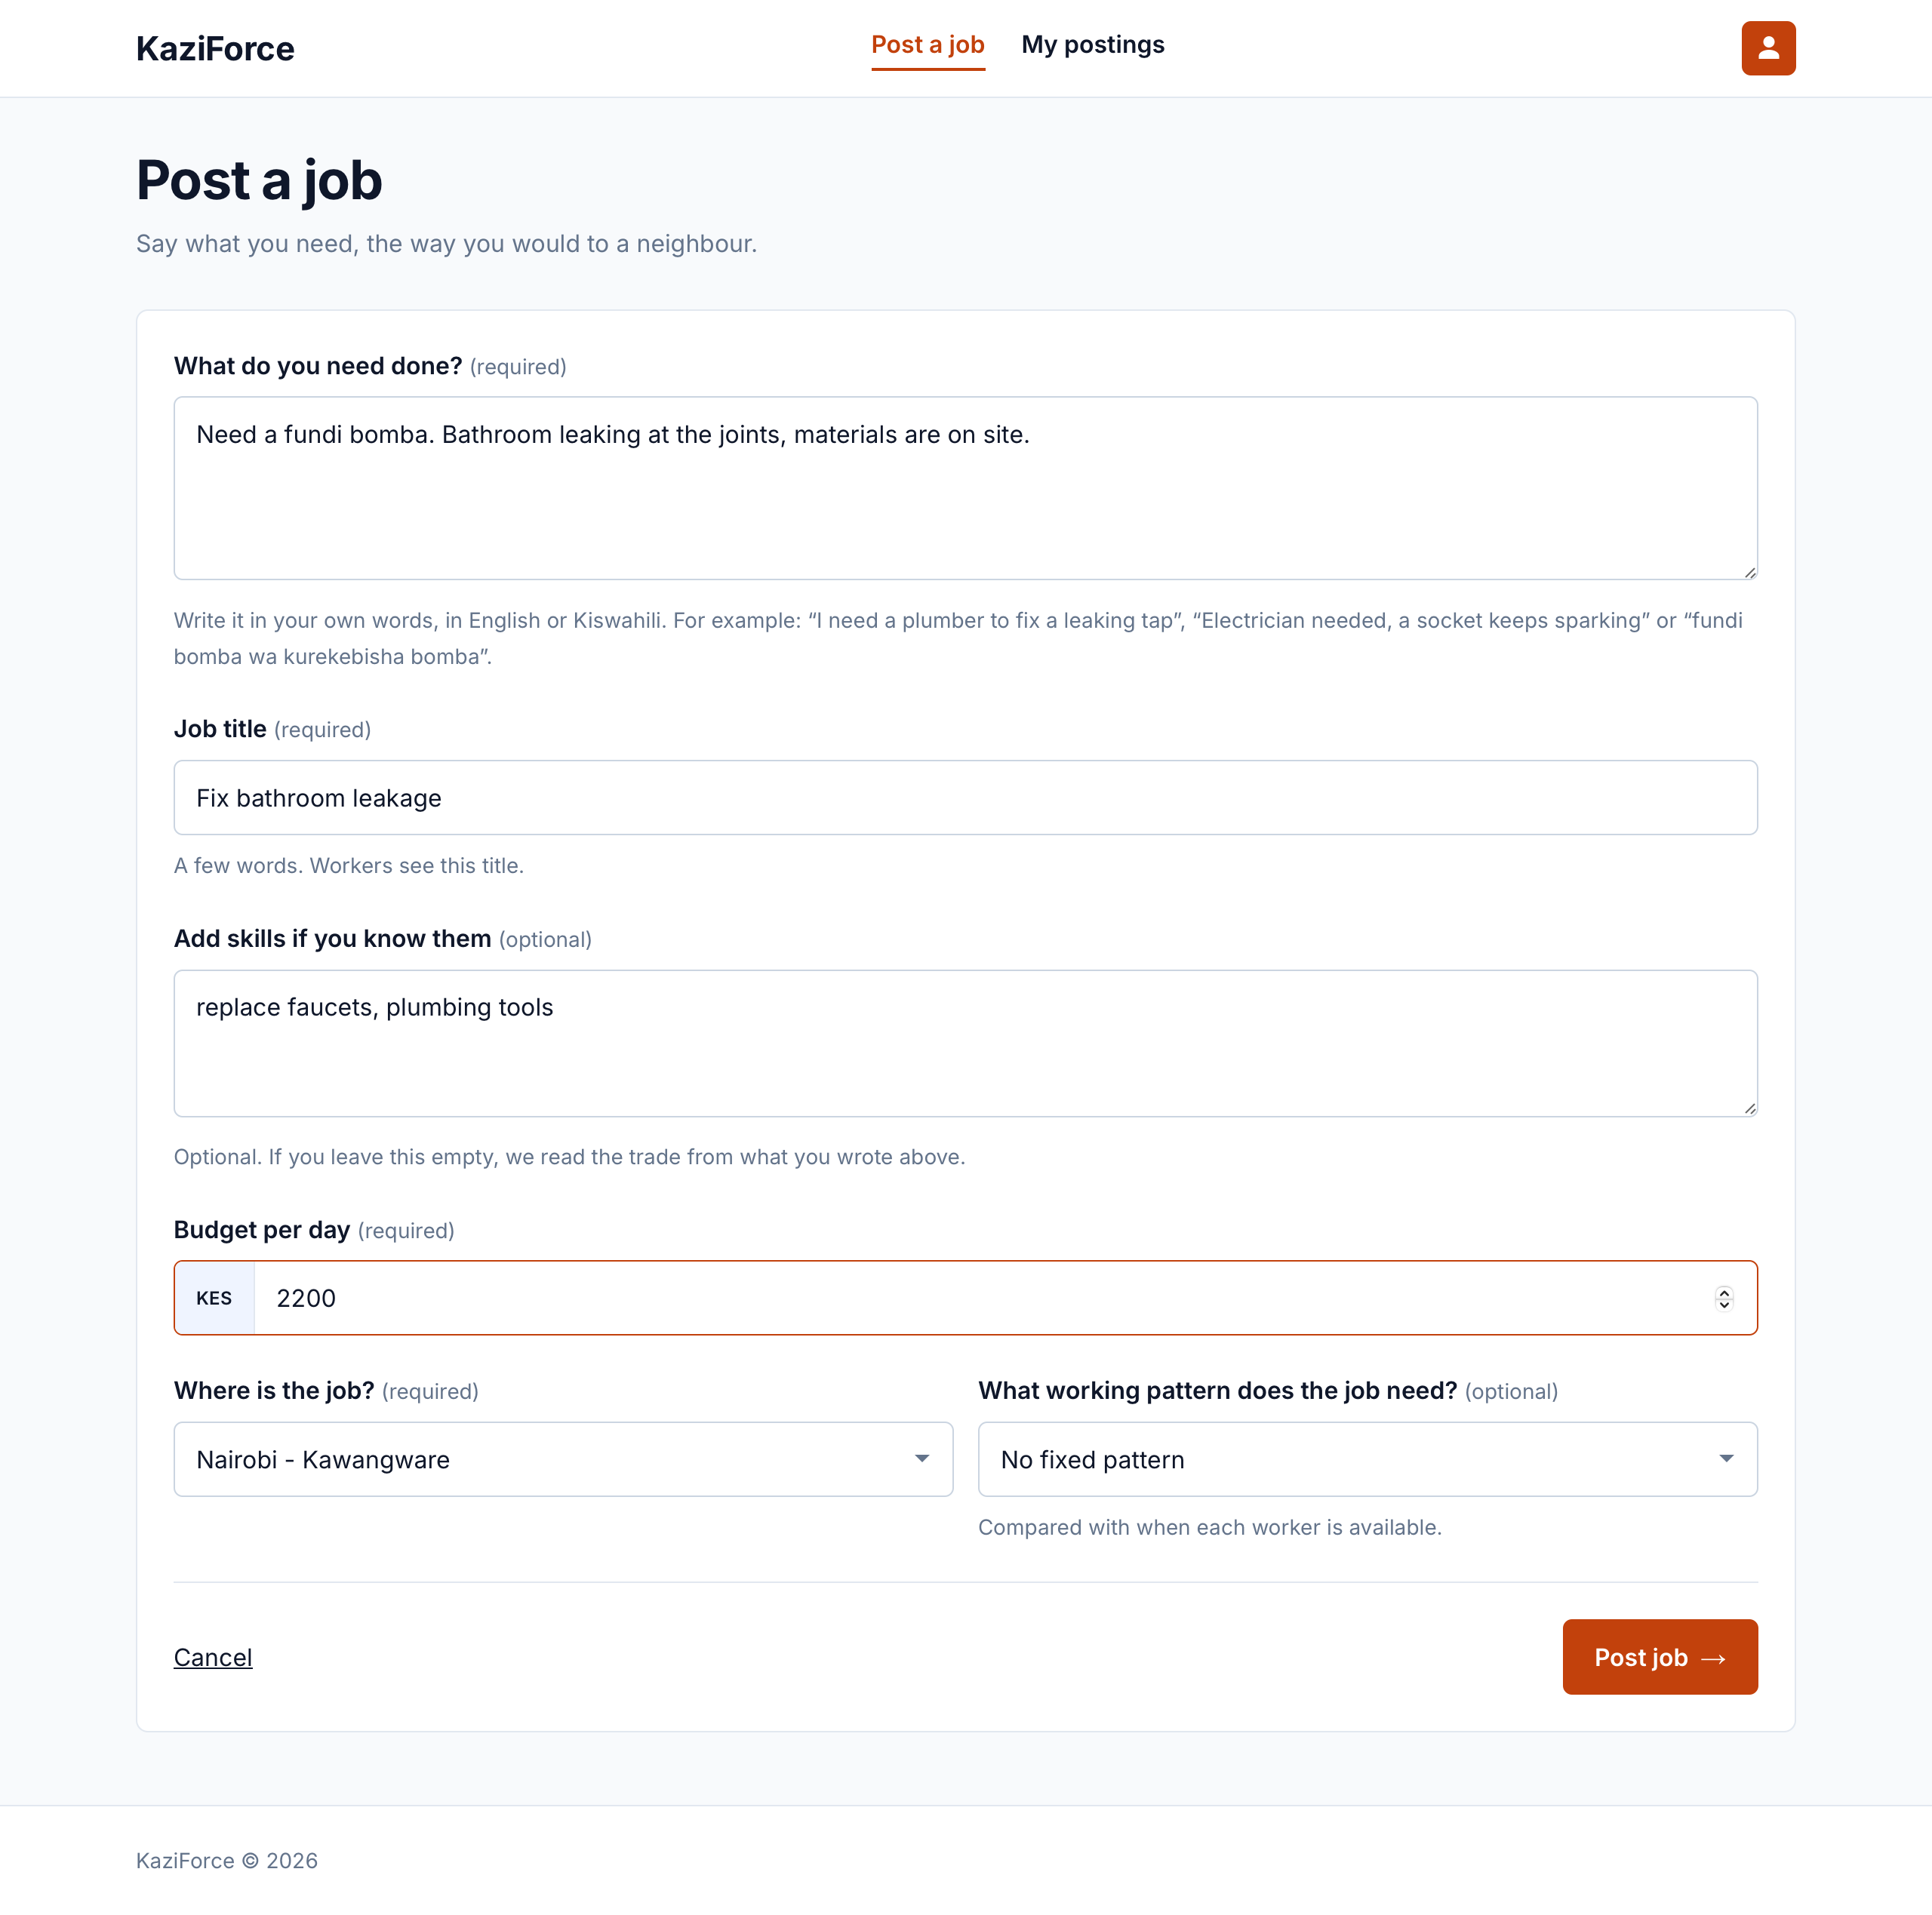 KaziForce
Post a job
My postings
Post a job
Say what you need, the way you would to a neighbour.
What do you need done? (required)
Need a fundi bomba. Bathroom leaking at the joints, materials are on site.
Write it in your own words, in English or Kiswahili. For example: “I need a plumber to fix a leaking tap”, “Electrician needed, a socket keeps sparking” or “fundi
bomba wa kurekebisha bomba”.
Job title (required)
Fix bathroom leakage
A few words. Workers see this title.
Add skills if you know them (optional)
replace faucets, plumbing tools
Optional. If you leave this empty, we read the trade from what you wrote above.
Budget per day (required)
KES 2200
Where is the job? (required)
Nairobi - Kawangware
What working pattern does the job need? (optional)
No fixed pattern
Compared with when each worker is available.
Cancel
Post job →
KaziForce © 2026